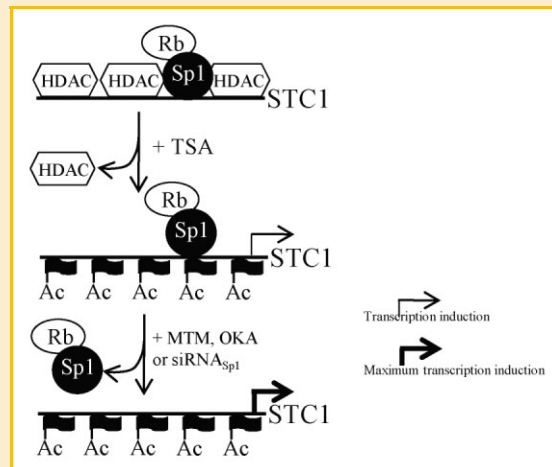 Rb
HDAC HDAC Sp1 HDAC
STC1
+ TSA
HDAC
Rb
Sp1
STC1
Ac Ac Ac Ac Ac
Rb
Sp1
+ MTM, OKA
or siRNASp1
STC1
Ac Ac Ac Ac Ac
Transcription induction
Maximum transcription induction